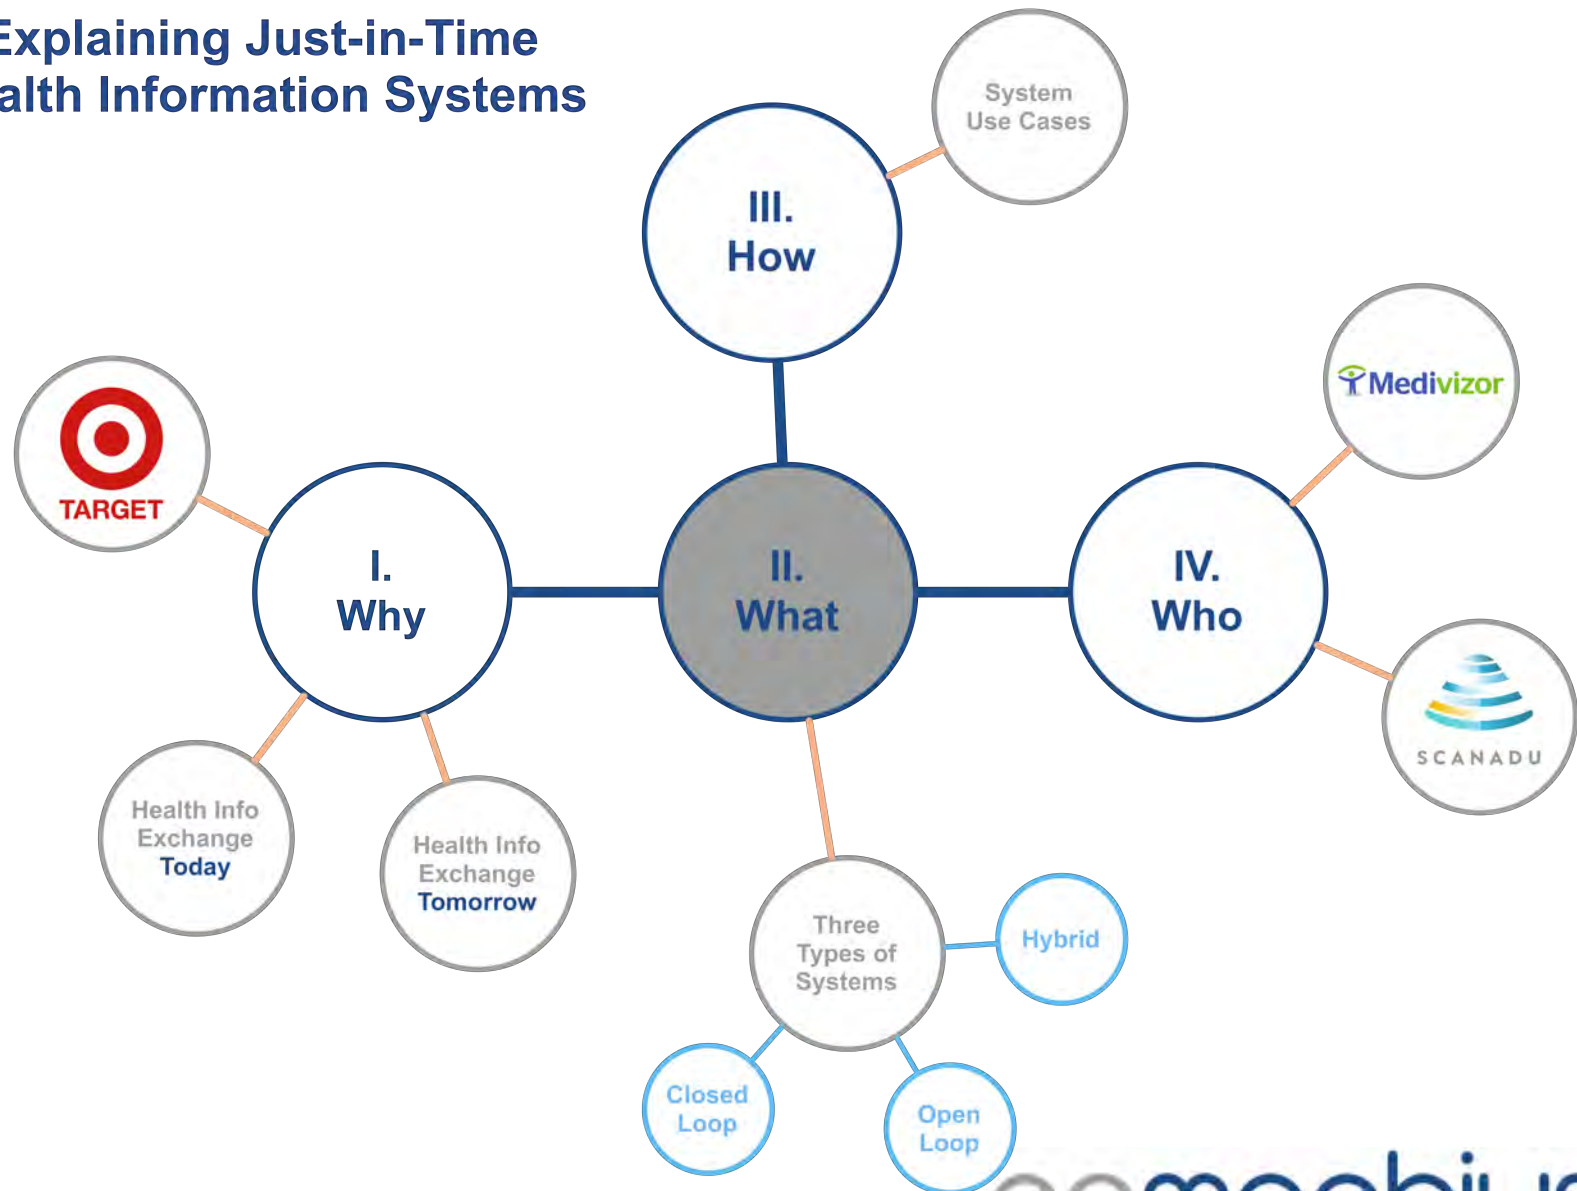 Explaining Just-in-Time
alth Information Systems
System
Use Cases
III.
How
Medivizor
TARGET
I.
Why
II.
What
IV.
Who
SCANADU
Health Info
Exchange
Today
Health Info
Exchange
Tomorrow
Three
Types of
Systems
Hybrid
Closed
Loop
Open
Loop